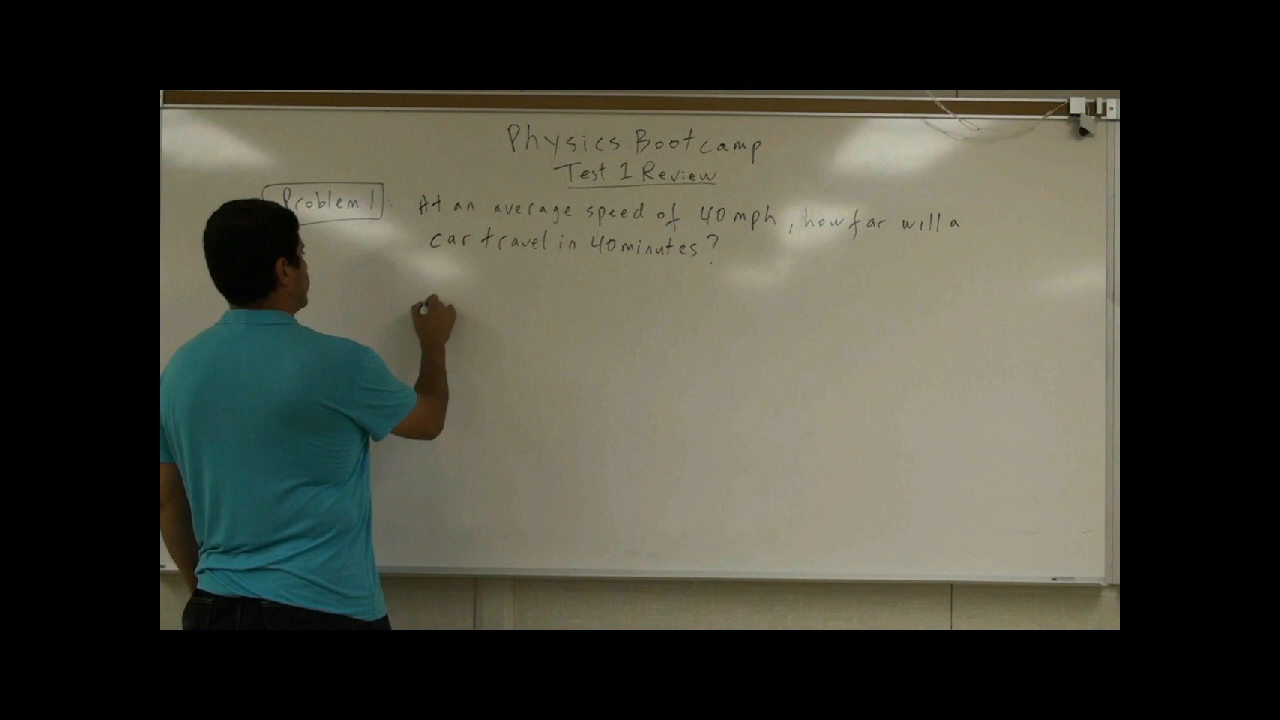 Physics Bootcamp
Test 1 Review
Problem 1: At an average speed of 40 mph, how far will a
car travel in 40 minutes?